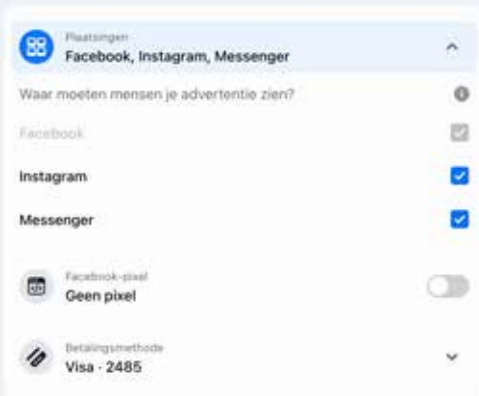 Plaatsingen
Facebook, Instagram, Messenger
Waar moeten mensen je advertentie zien?
Facebook
Instagram
Messenger
Facebook-pixel
Geen pixel
Betalingsmethode
Visa · 2485